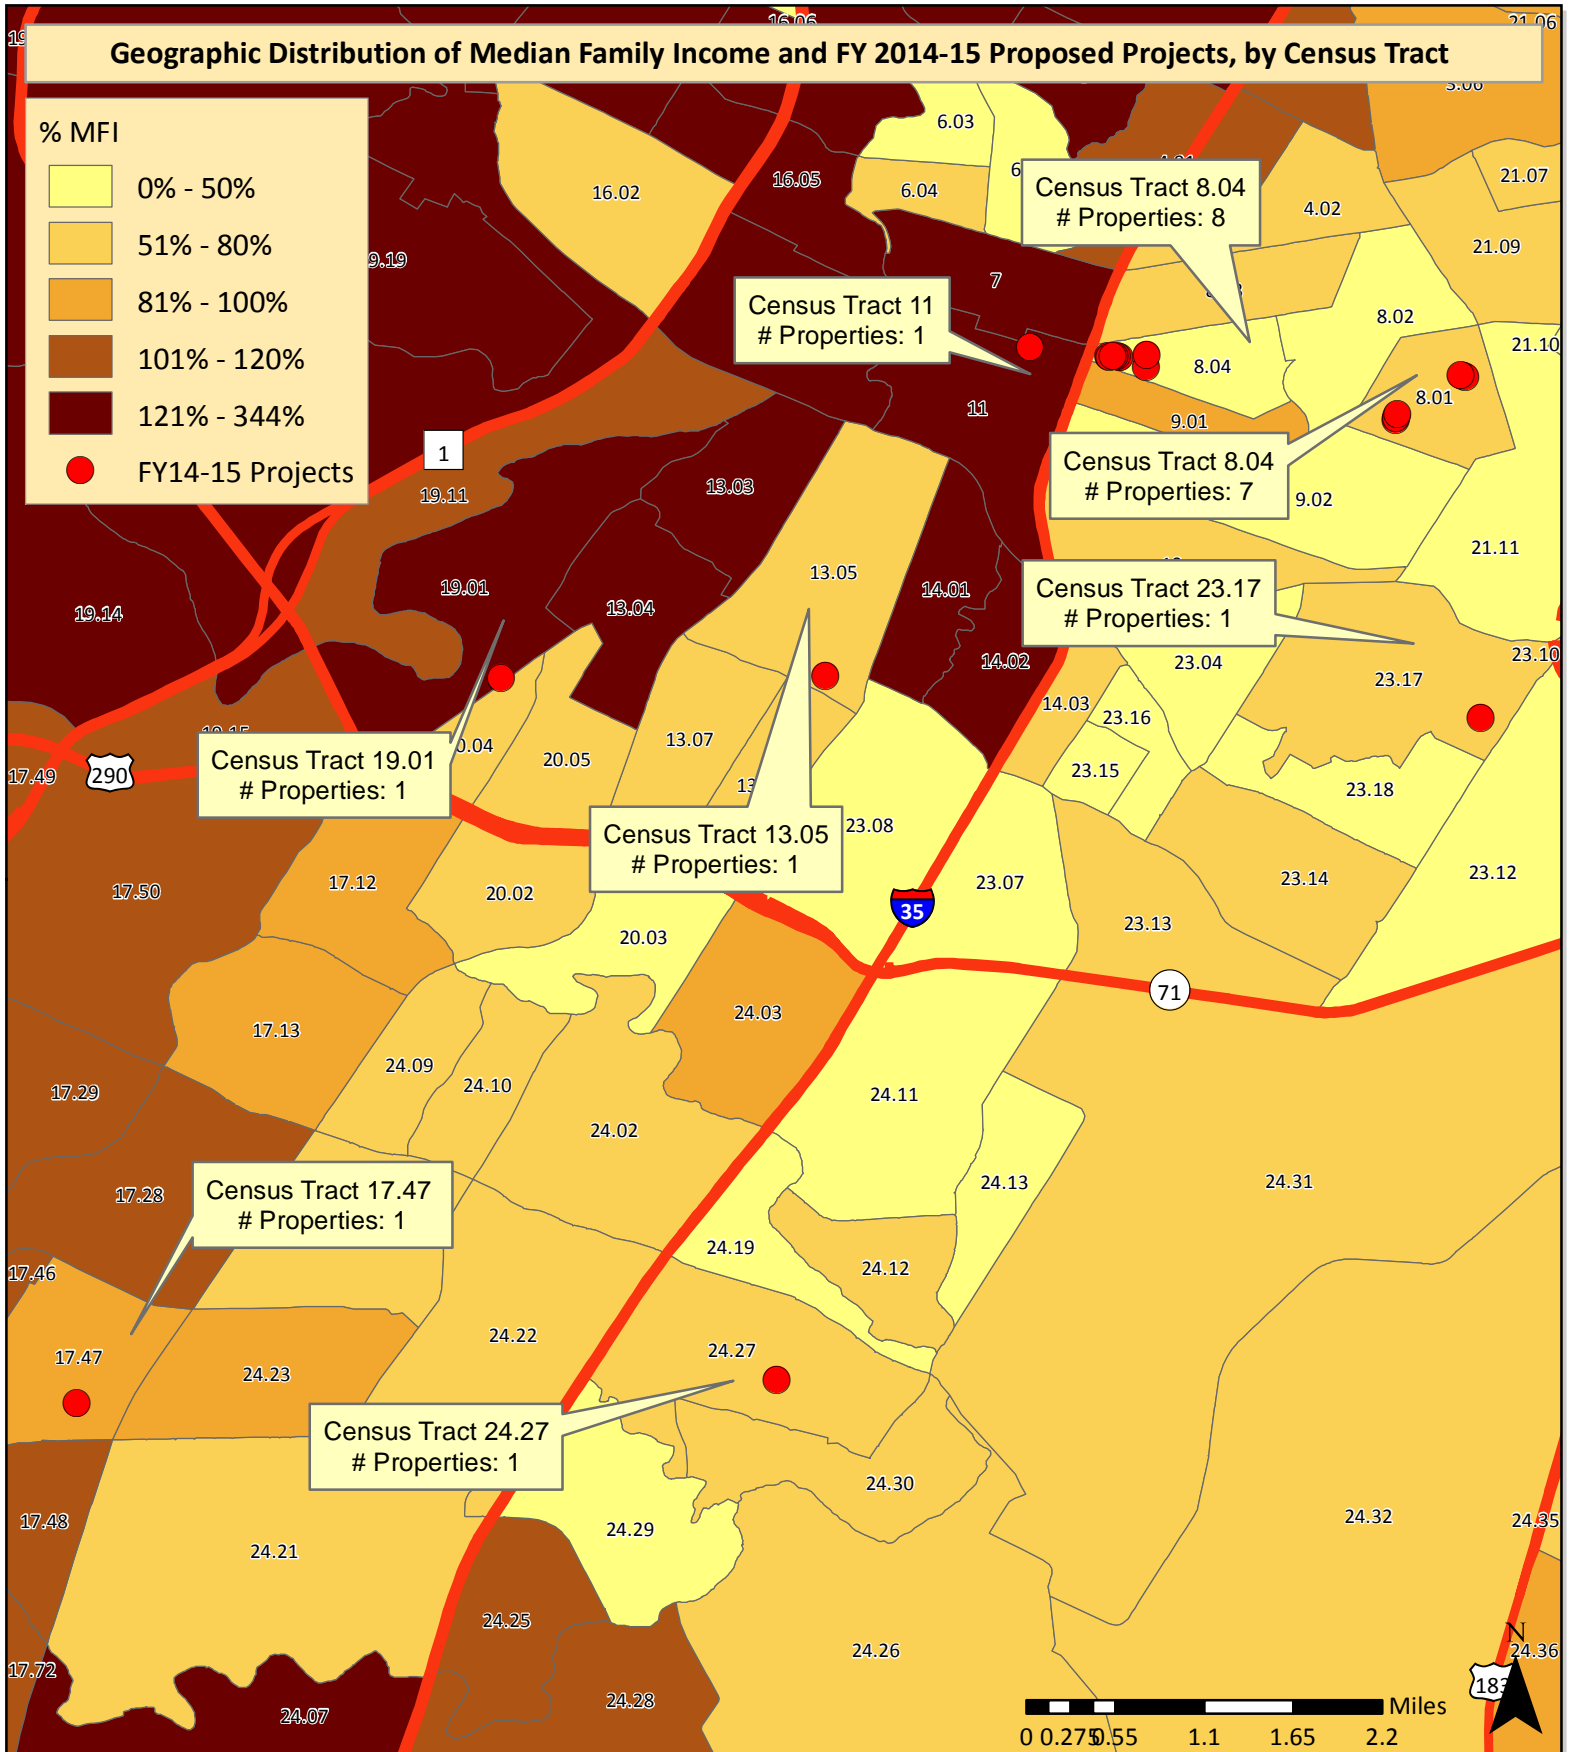 16.06
21.06
Geographic Distribution of Median Family Income and FY 2014-15 Proposed Projects, by Census Tract
3.06
% MFI
0% - 50%
51% - 80%
81% - 100%
101% - 120%
121% - 344%
FY14-15 Projects
6.03
16.05
16.02
6.04
21.07
4.02
21.09
Census Tract 8.04
# Properties: 8
7
Census Tract 11
# Properties: 1
8.02
21.10
8.04
8.01
11
9.01
1
19.11
13.03
Census Tract 8.04
# Properties: 7
9.02
21.11
13.05
19.01
14.01
13.04
19.14
Census Tract 23.17
# Properties: 1
14.02
23.04
23.10
23.17
14.03
23.16
13.07
20.05
290
17.49
Census Tract 19.01
# Properties: 1
23.15
23.18
Census Tract 13.05
# Properties: 1
23.08
17.50
17.12
20.02
23.07
23.14
23.12
35
23.13
20.03
71
24.03
17.13
24.09
24.10
17.29
24.11
24.02
24.13
24.31
17.28
Census Tract 17.47
# Properties: 1
24.19
24.12
17.46
24.22
24.27
17.47
24.23
Census Tract 24.27
# Properties: 1
24.30
17.48
24.29
24.32
24.35
24.21
24.25
24.26
N
24.36
17.72
24.28
183
24.07
Miles
0 0.275 0.55 1.1 1.65 2.2